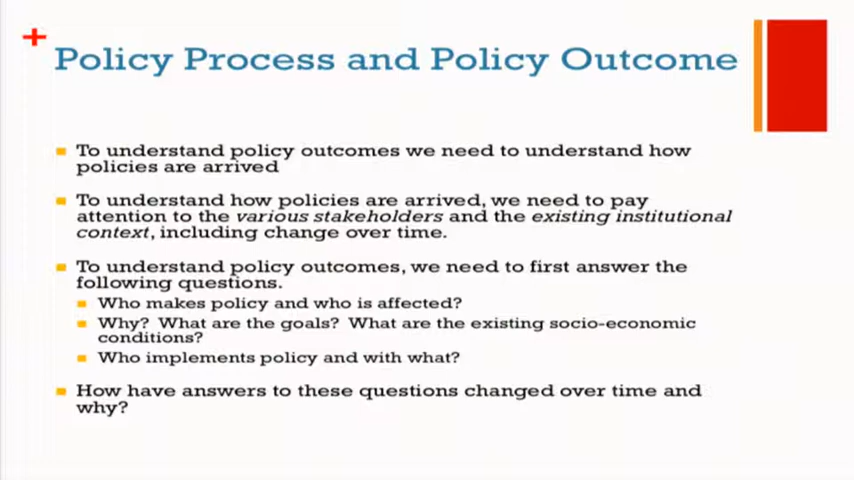 +
Policy Process and Policy Outcome
To understand policy outcomes we need to understand how
policies are arrived
To understand how policies are arrived, we need to pay
attention to the various stakeholders and the existing institutional
context, including change over time.
To understand policy outcomes, we need to first answer the
following questions.
Who makes policy and who is affected?
Why? What are the goals? What are the existing socio-economic
conditions?
Who implements policy and with what?
How have answers to these questions changed over time and
why?